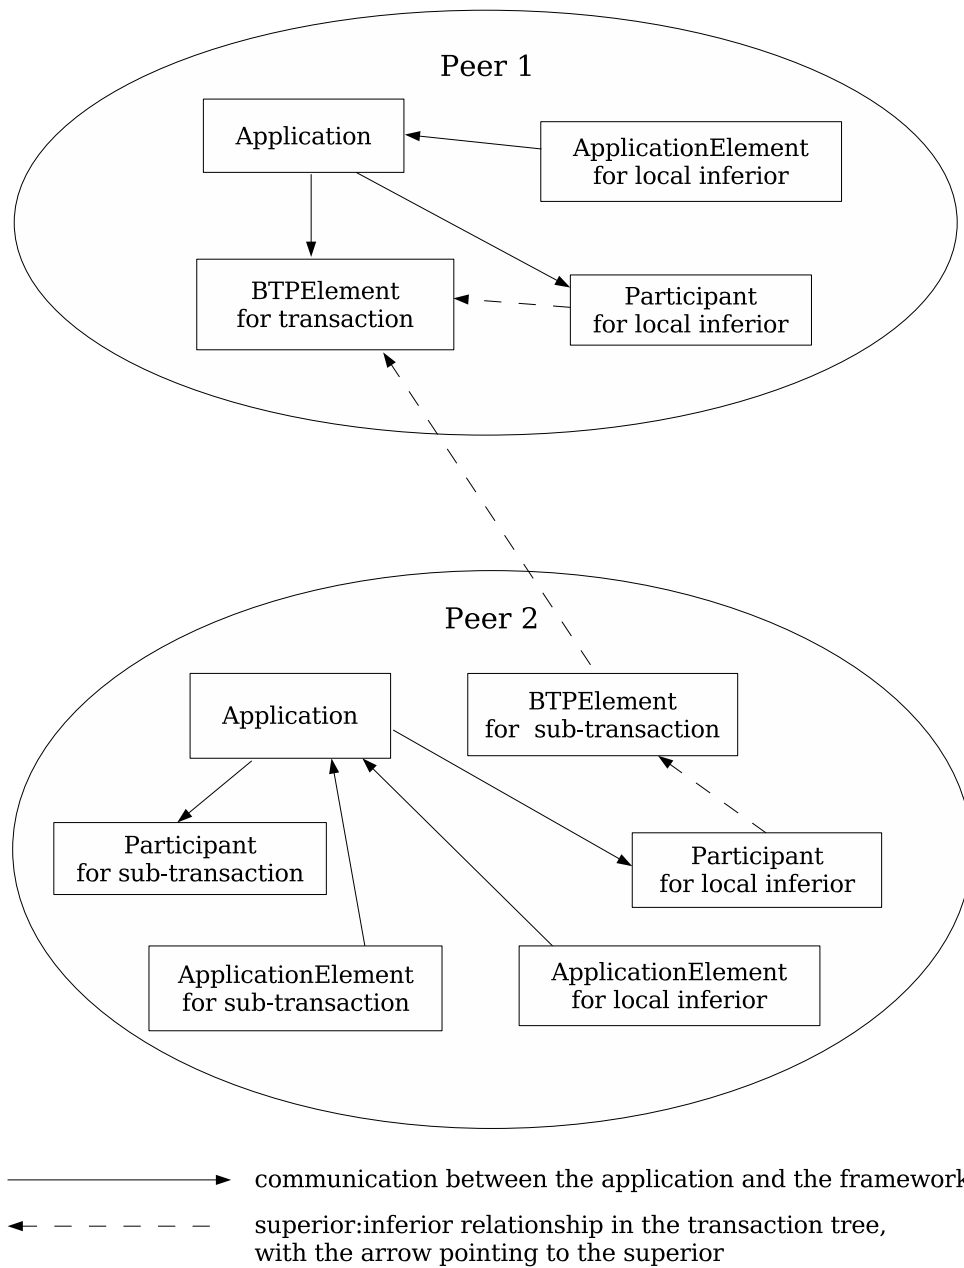 Peer 1
Application
ApplicationElement
for local inferior
BTPElement
for transaction
Participant
for local inferior
Peer 2
Application
BTPElement
for  sub-transaction
Participant
for sub-transaction
Participant
for local inferior
ApplicationElement
for sub-transaction
ApplicationElement
for local inferior
communication between the application and the framework
superior:inferior relationship in the transaction tree,
with the arrow pointing to the superior